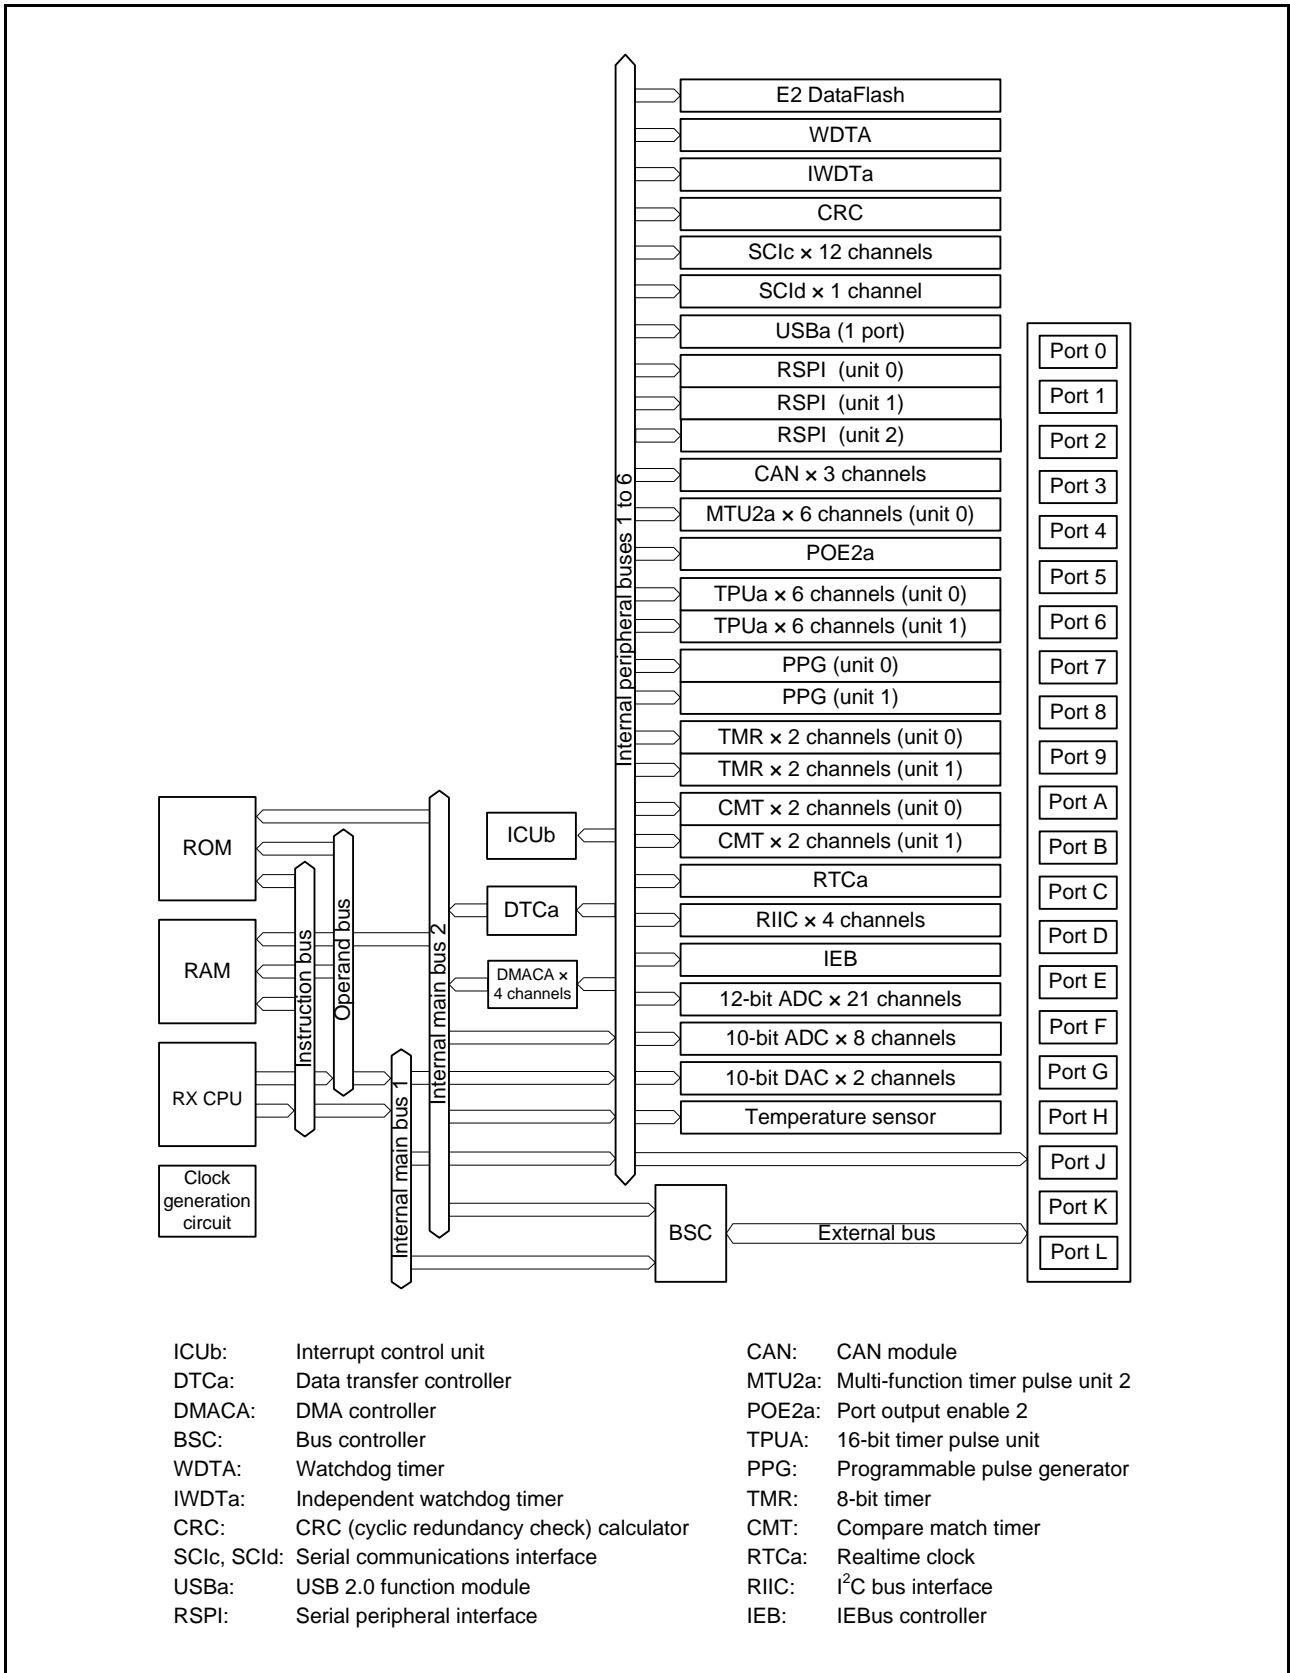 E2 DataFlash
WDTA
IWDTa
CRC
SCIc × 12 channels
SCId × 1 channel
USBa (1 port)
RSPI (unit 0)
RSPI (unit 1)
RSPI (unit 2)
CAN × 3 channels
MTU2a × 6 channels (unit 0)
POE2a
TPUa × 6 channels (unit 0)
TPUa × 6 channels (unit 1)
PPG (unit 0)
PPG (unit 1)
TMR × 2 channels (unit 0)
TMR × 2 channels (unit 1)
CMT × 2 channels (unit 0)
CMT × 2 channels (unit 1)
RTCa
RIIC × 4 channels
IEB
12-bit ADC × 21 channels
10-bit ADC × 8 channels
10-bit DAC × 2 channels
Temperature sensor
Port 0
Port 1
Port 2
Port 3
Port 4
Port 5
Port 6
Port 7
Port 8
Port 9
Port A
Port B
Port C
Port D
Port E
Port F
Port G
Port H
Port J
Port K
Port L
Internal peripheral buses 1 to 6
ICUb
DTCa
DMACA ×
4 channels
Internal main bus 2
Internal main bus 1
Operand bus
Instruction bus
ROM
RAM
RX CPU
Clock
generation
circuit
BSC
External bus
ICUb: Interrupt control unit
DTCa: Data transfer controller
DMACA: DMA controller
BSC: Bus controller
WDTA: Watchdog timer
IWDTa: Independent watchdog timer
CRC: CRC (cyclic redundancy check) calculator
SCIc, SCId: Serial communications interface
USBa: USB 2.0 function module
RSPI: Serial peripheral interface
CAN: CAN module
MTU2a: Multi-function timer pulse unit 2
POE2a: Port output enable 2
TPUA: 16-bit timer pulse unit
PPG: Programmable pulse generator
TMR: 8-bit timer
CMT: Compare match timer
RTCa: Realtime clock
RIIC: I²C bus interface
IEB: IEBus controller